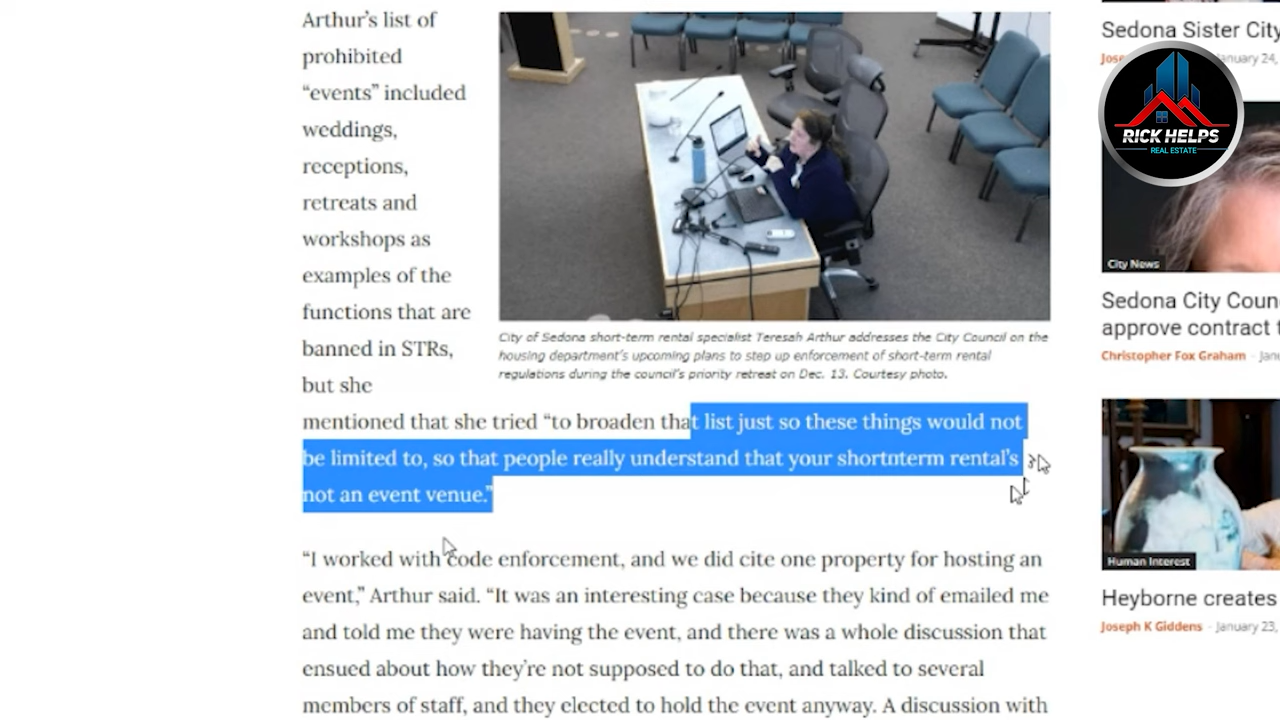 Arthur's list of
prohibited
“events” included
weddings,
receptions,
retreats and
workshops as
examples of the
functions that are
banned in STRs,
but she
City of Sedona short-term rental specialist Teresah Arthur addresses the City Council on the
housing department's upcoming plans to step up enforcement of short-term rental
regulations during the council's priority retreat on Dec. 13. Courtesy photo.
mentioned that she tried “to broaden that list just so these things would not
be limited to, so that people really understand that your short-term rental's
not an event venue.”
“I worked with code enforcement, and we did cite one property for hosting an
event,” Arthur said. “It was an interesting case because they kind of emailed me
and told me they were having the event, and there was a whole discussion that
ensued about how they're not supposed to do that, and talked to several
members of staff, and they elected to hold the event anyway. A discussion with
Sedona Sister City
January 24,
RICK HELPS
REAL ESTATE
City News
Sedona City Coun
approve contract t
Christopher Fox Graham - Jan
Human Interest
Heyborne creates
Joseph K Giddens - January 23,